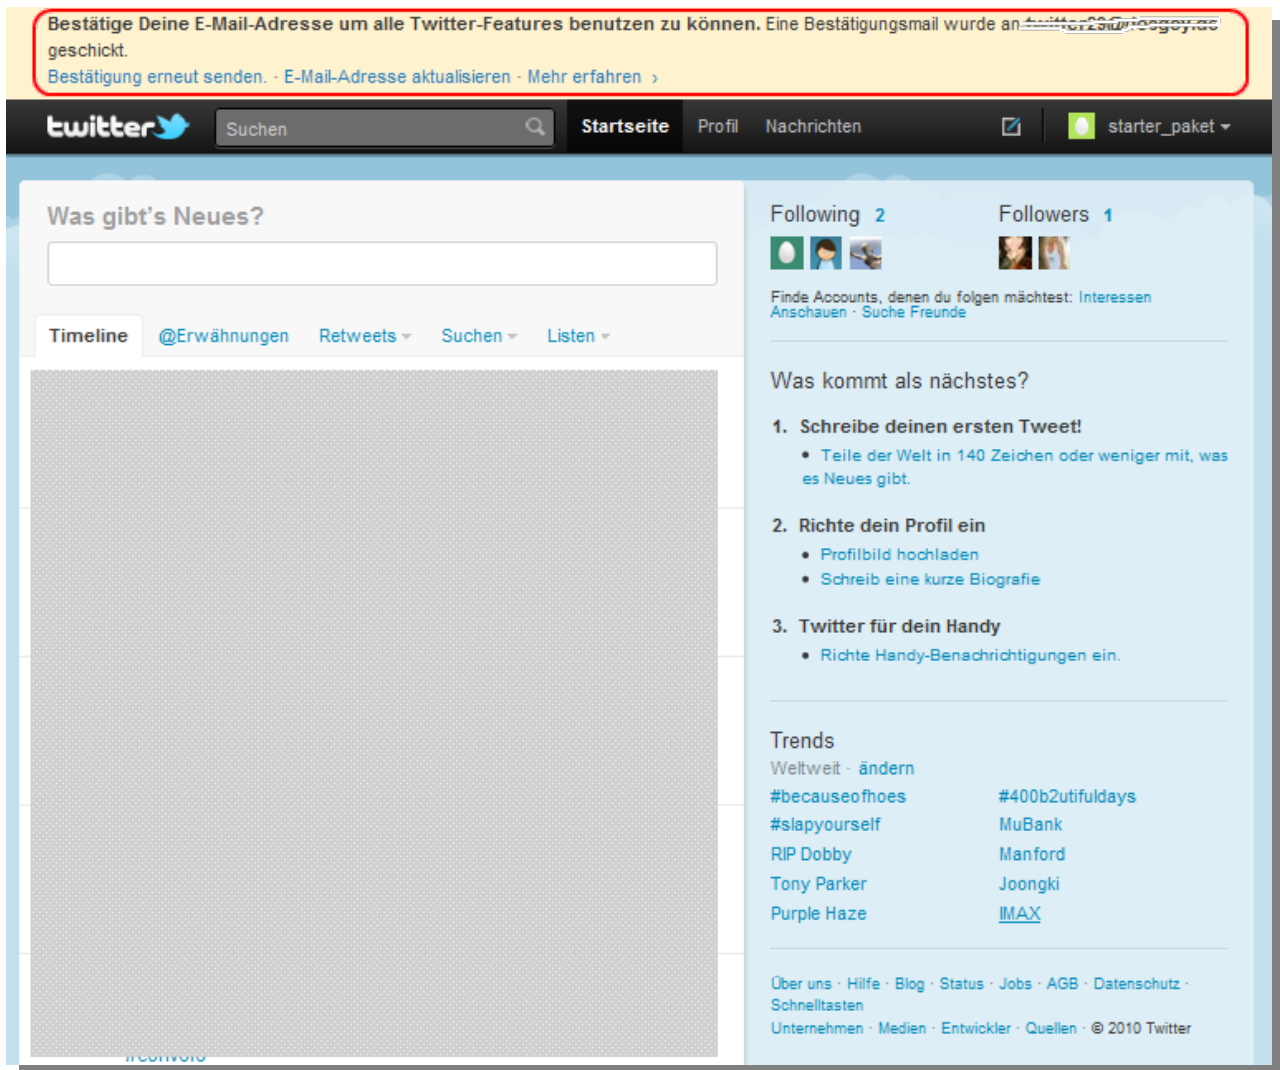 Bestätige Deine E-Mail-Adresse um alle Twitter-Features benutzen zu können. Eine Bestätigungsmail wurde an
geschickt.
Bestätigung erneut senden. · E-Mail-Adresse aktualisieren · Mehr erfahren ›
twitter Suchen Startseite Profil Nachrichten starter_paket
Was gibt's Neues?
Timeline @Erwähnungen Retweets Suchen Listen
Following 2 Followers 1
Finde Accounts, denen du folgen mächtest: Interessen
Anschauen · Suche Freunde
Was kommt als nächstes?
1. Schreibe deinen ersten Tweet!
• Teile der Welt in 140 Zeichen oder weniger mit, was
es Neues gibt.
2. Richte dein Profil ein
• Profilbild hochladen
• Schreib eine kurze Biografie
3. Twitter für dein Handy
• Richte Handy-Benachrichtigungen ein.
Trends
Weltweit · ändern
#becauseofhoes #400b2utifuldays
#slapyourself MuBank
RIP Dobby Manford
Tony Parker Joongki
Purple Haze IMAX
Über uns · Hilfe · Blog · Status · Jobs · AGB · Datenschutz ·
Schnelltasten
Unternehmen · Medien · Entwickler · Quellen · © 2010 Twitter